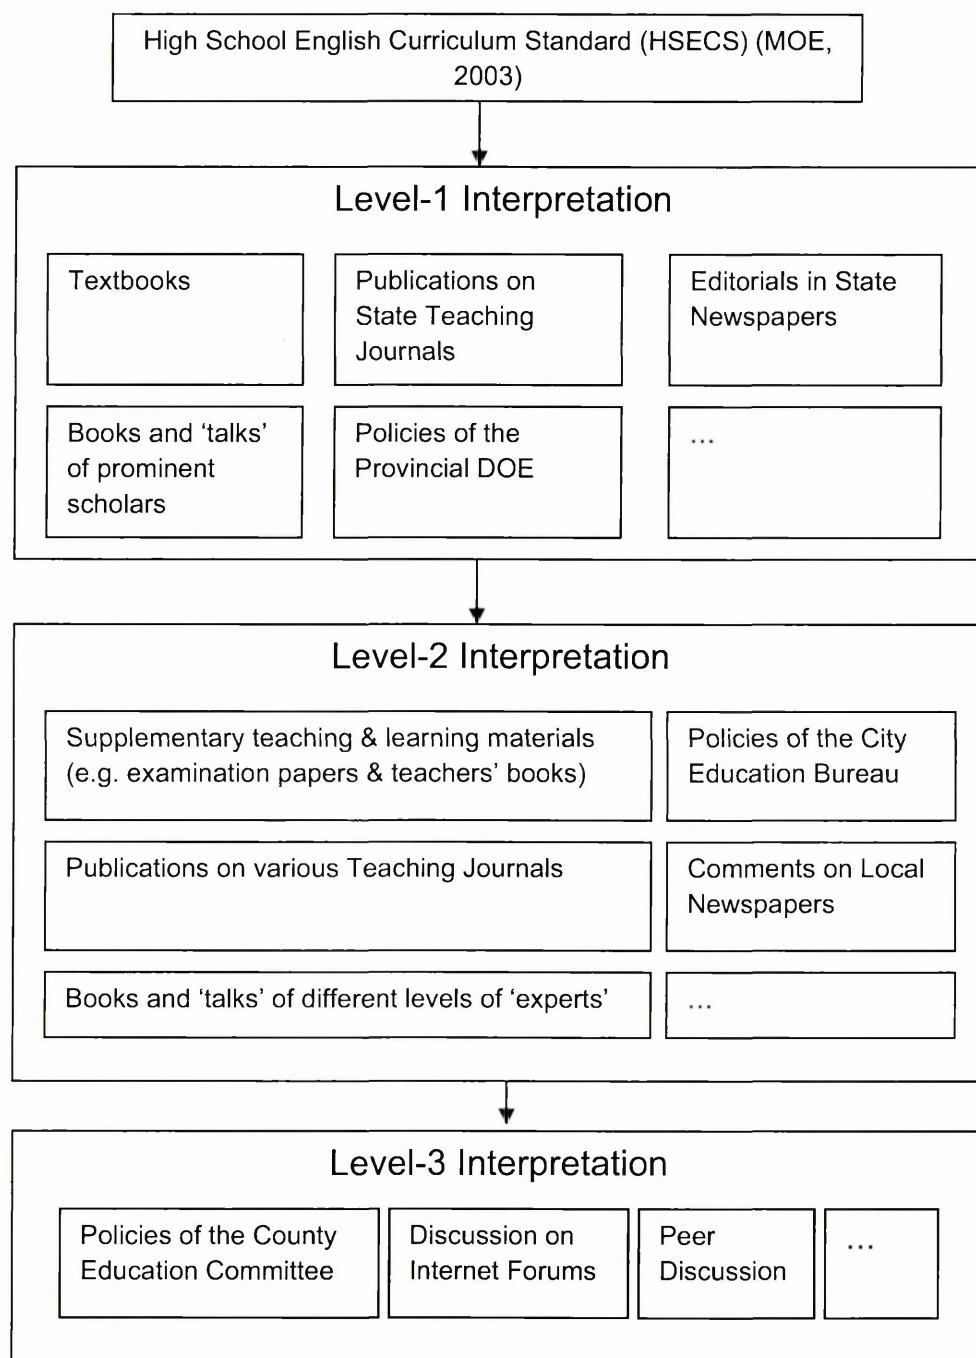 High School English Curriculum Standard (HSECS) (MOE,
2003)
Level-1 Interpretation
Textbooks
Publications on
State Teaching
Journals
Editorials in State
Newspapers
Books and ‘talks’
of prominent
scholars
Policies of the
Provincial DOE
...
Level-2 Interpretation
Supplementary teaching & learning materials
(e.g. examination papers & teachers’ books)
Policies of the City
Education Bureau
Publications on various Teaching Journals
Comments on Local
Newspapers
Books and ‘talks’ of different levels of ‘experts’
...
Level-3 Interpretation
Policies of the County
Education Committee
Discussion on
Internet Forums
Peer
Discussion
...